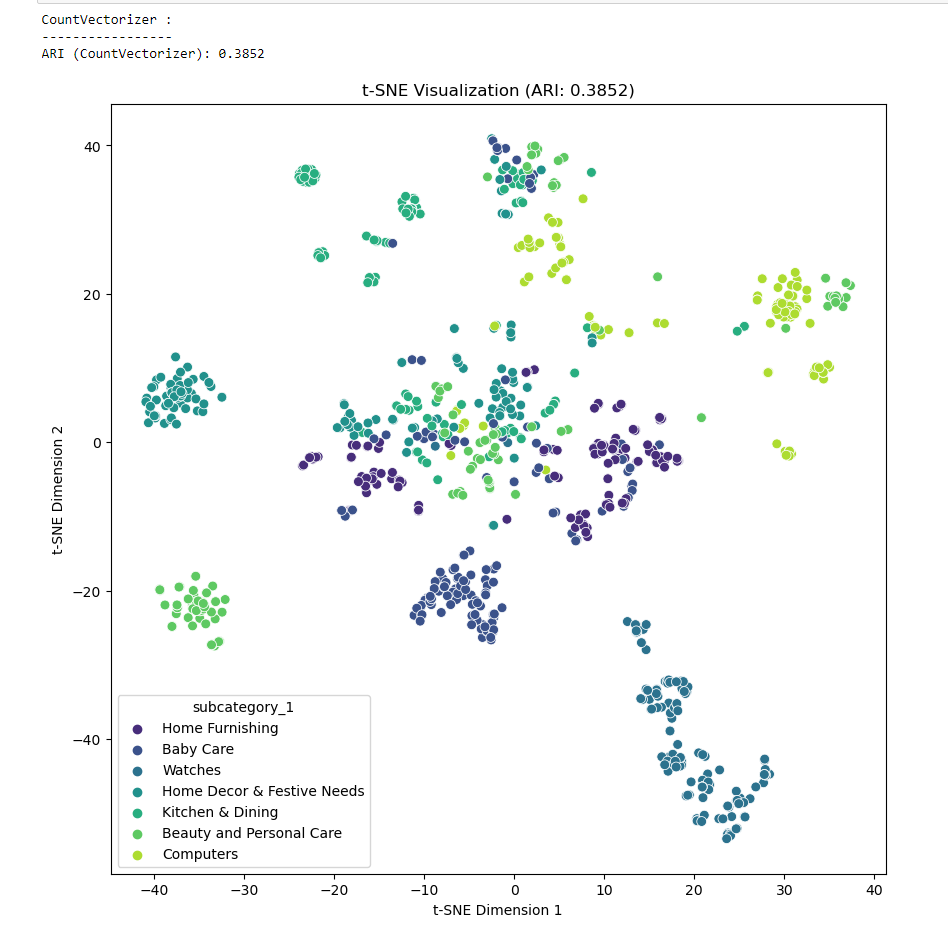 CountVectorizer :
-----------------
ARI (CountVectorizer): 0.3852
t-SNE Visualization (ARI: 0.3852)
40
20
0
−20
−40
t-SNE Dimension 2
subcategory_1
Home Furnishing
Baby Care
Watches
Home Decor & Festive Needs
Kitchen & Dining
Beauty and Personal Care
Computers
−40 −30 −20 −10 0 10 20 30 40
t-SNE Dimension 1